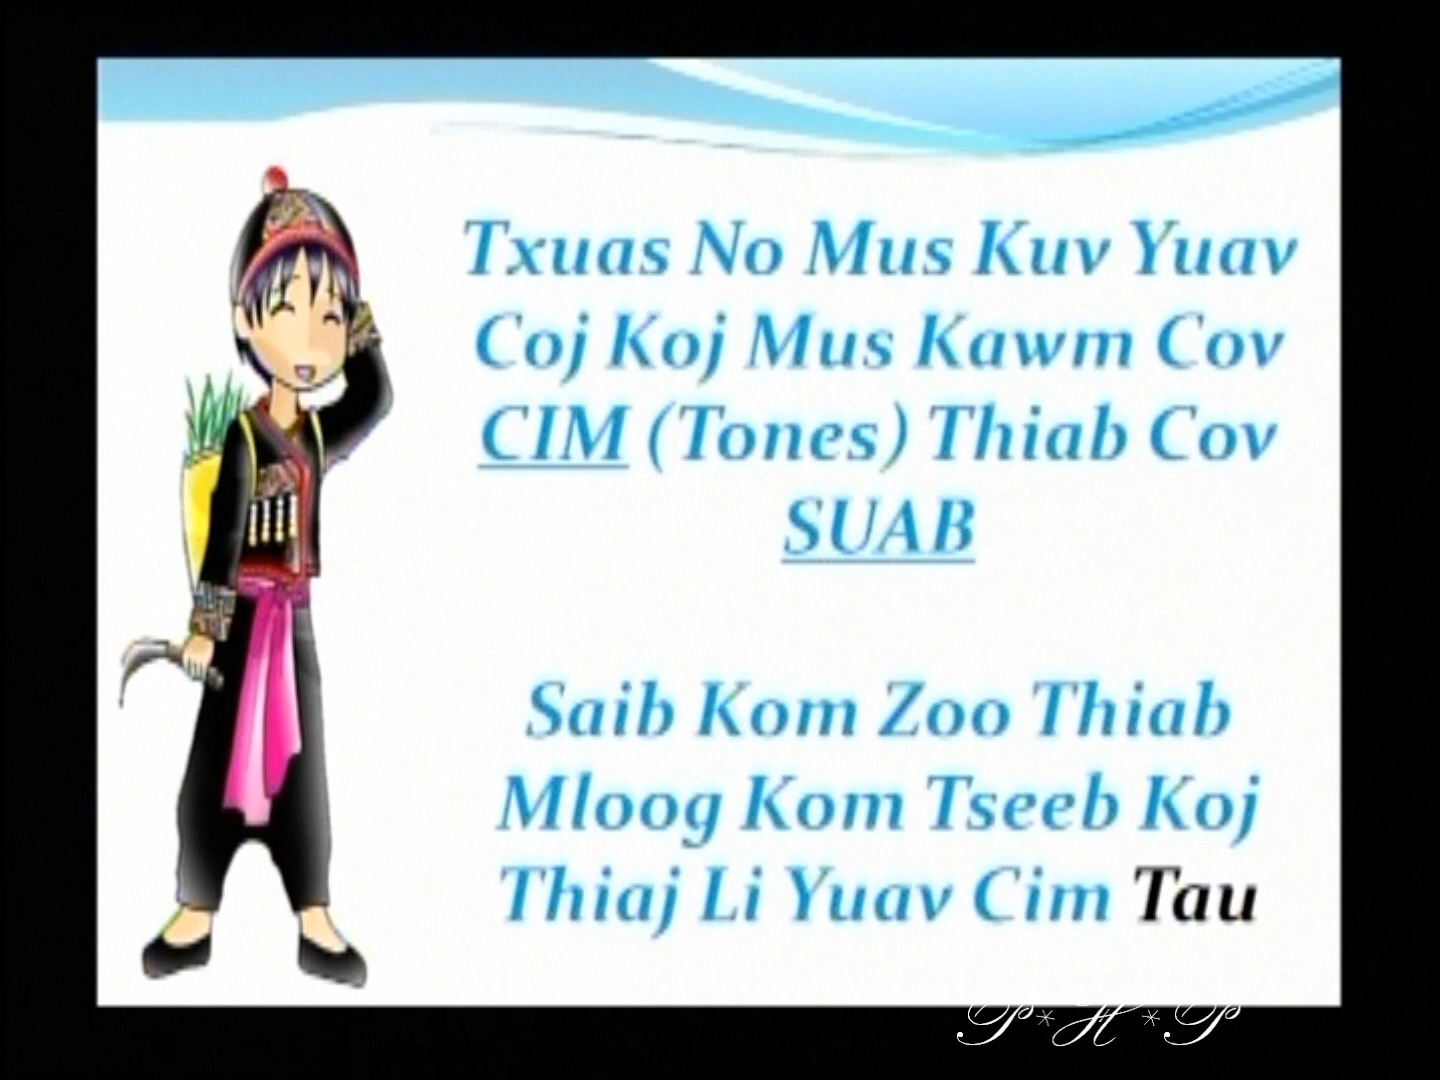 Txuas No Mus Kuv Yuav
Coj Koj Mus Kawm Cov
CIM (Tones) Thiab Cov
SUAB
Saib Kom Zoo Thiab
Mloog Kom Tseeb Koj
Thiaj Li Yuav Cim Tau
P*H*P